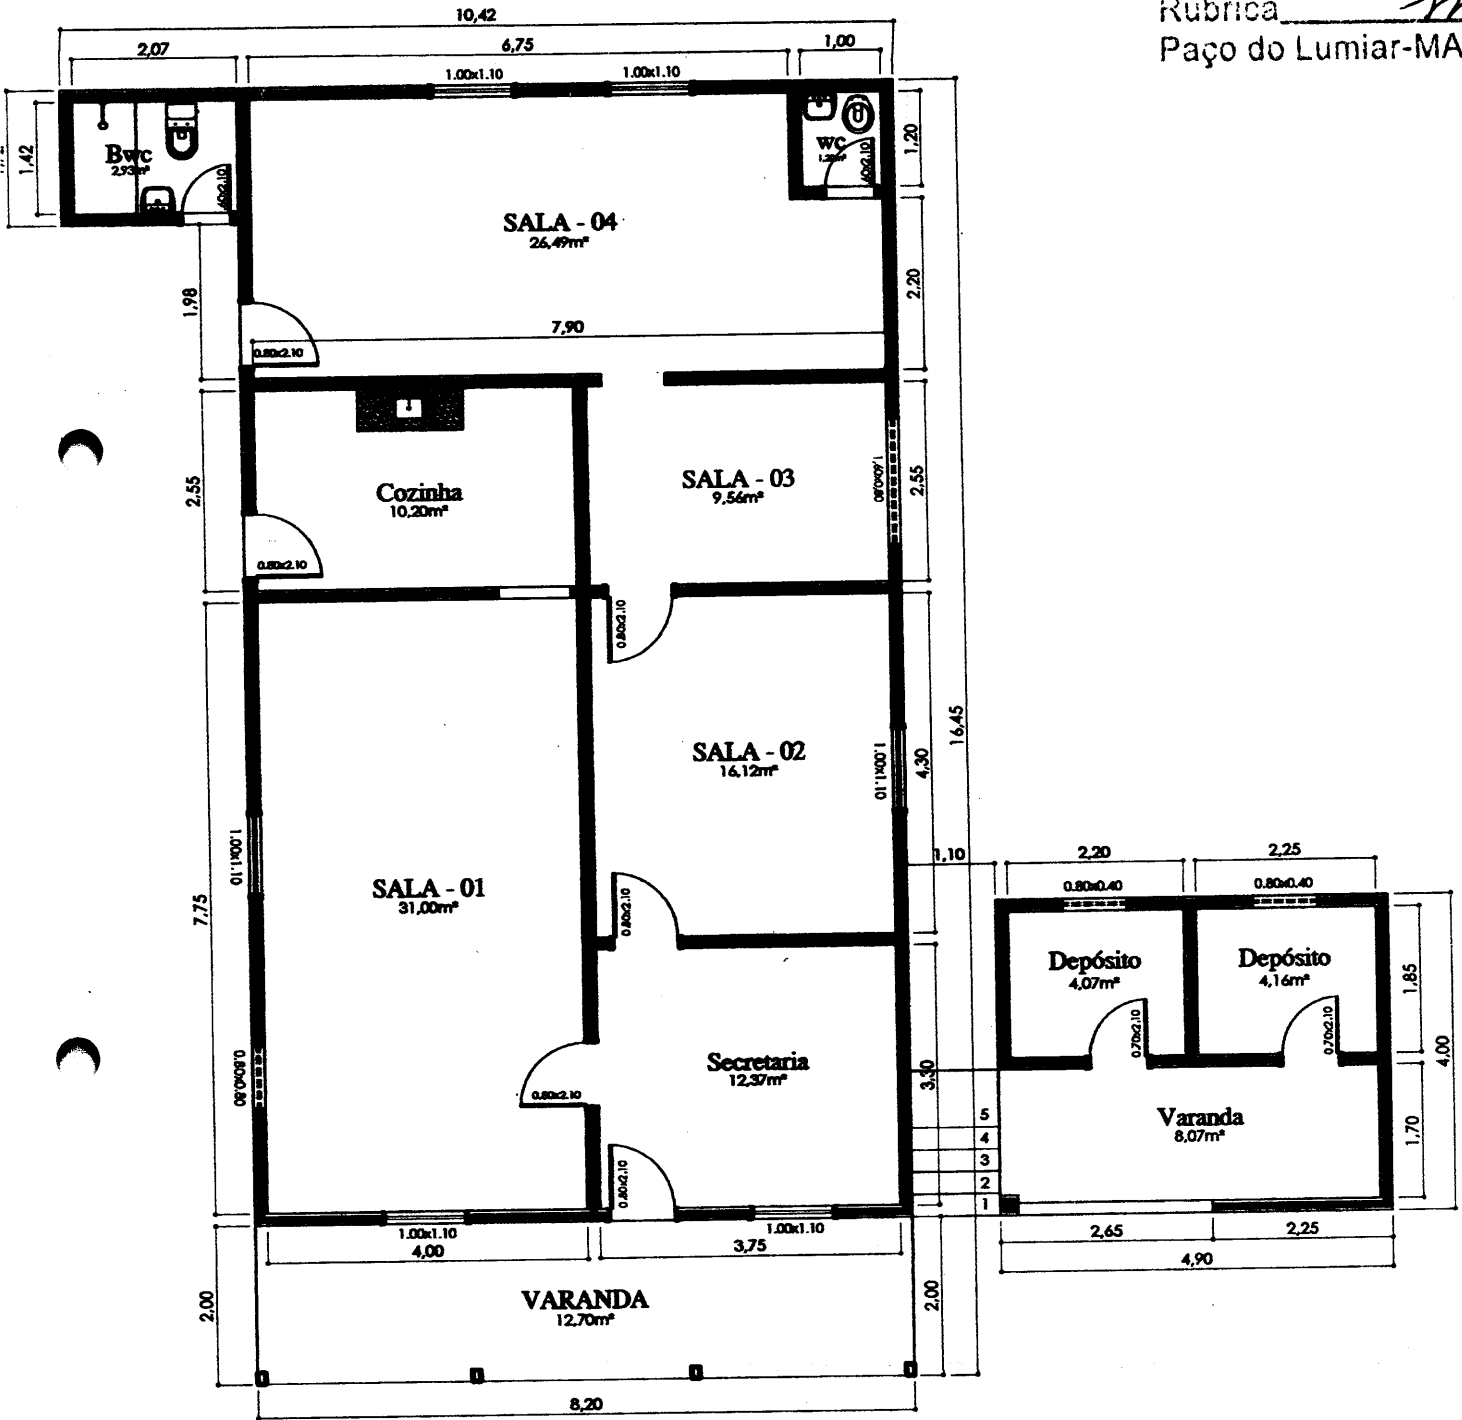 Rubrica
Paço do Lumiar-MA
10,42
2,07
6,75
1,00
1.00x1.10
1.00x1.10
1,42
Bwc
2,93m²
.60x2.10
wc
.60x2.10
1,20
SALA - 04
26,49m²
1,98
2,20
7,90
0.80x2.10
2,55
Cozinha
10,20m²
SALA - 03
9,56m²
1.60x0.80
2,55
0.80x2.10
0.80x2.10
16,45
SALA - 02
16,12m²
1.00x1.10
4,30
1.00x1.10
7,75
SALA - 01
31,00m²
0.80x2.10
1,10
2,20
2,25
0.80x0.40
0.80x0.40
Depósito
4,07m²
Depósito
4,16m²
1,85
0.70x2.10
0.70x2.10
4,00
0.80x0.80
Secretaria
12,37m²
3,30
0.80x2.10
0.80x2.10
5
4
3
2
1
Varanda
8,07m²
1,70
1.00x1.10
1.00x1.10
4,00
3,75
2,65
2,25
4,90
2,00
VARANDA
12,70m²
2,00
8,20